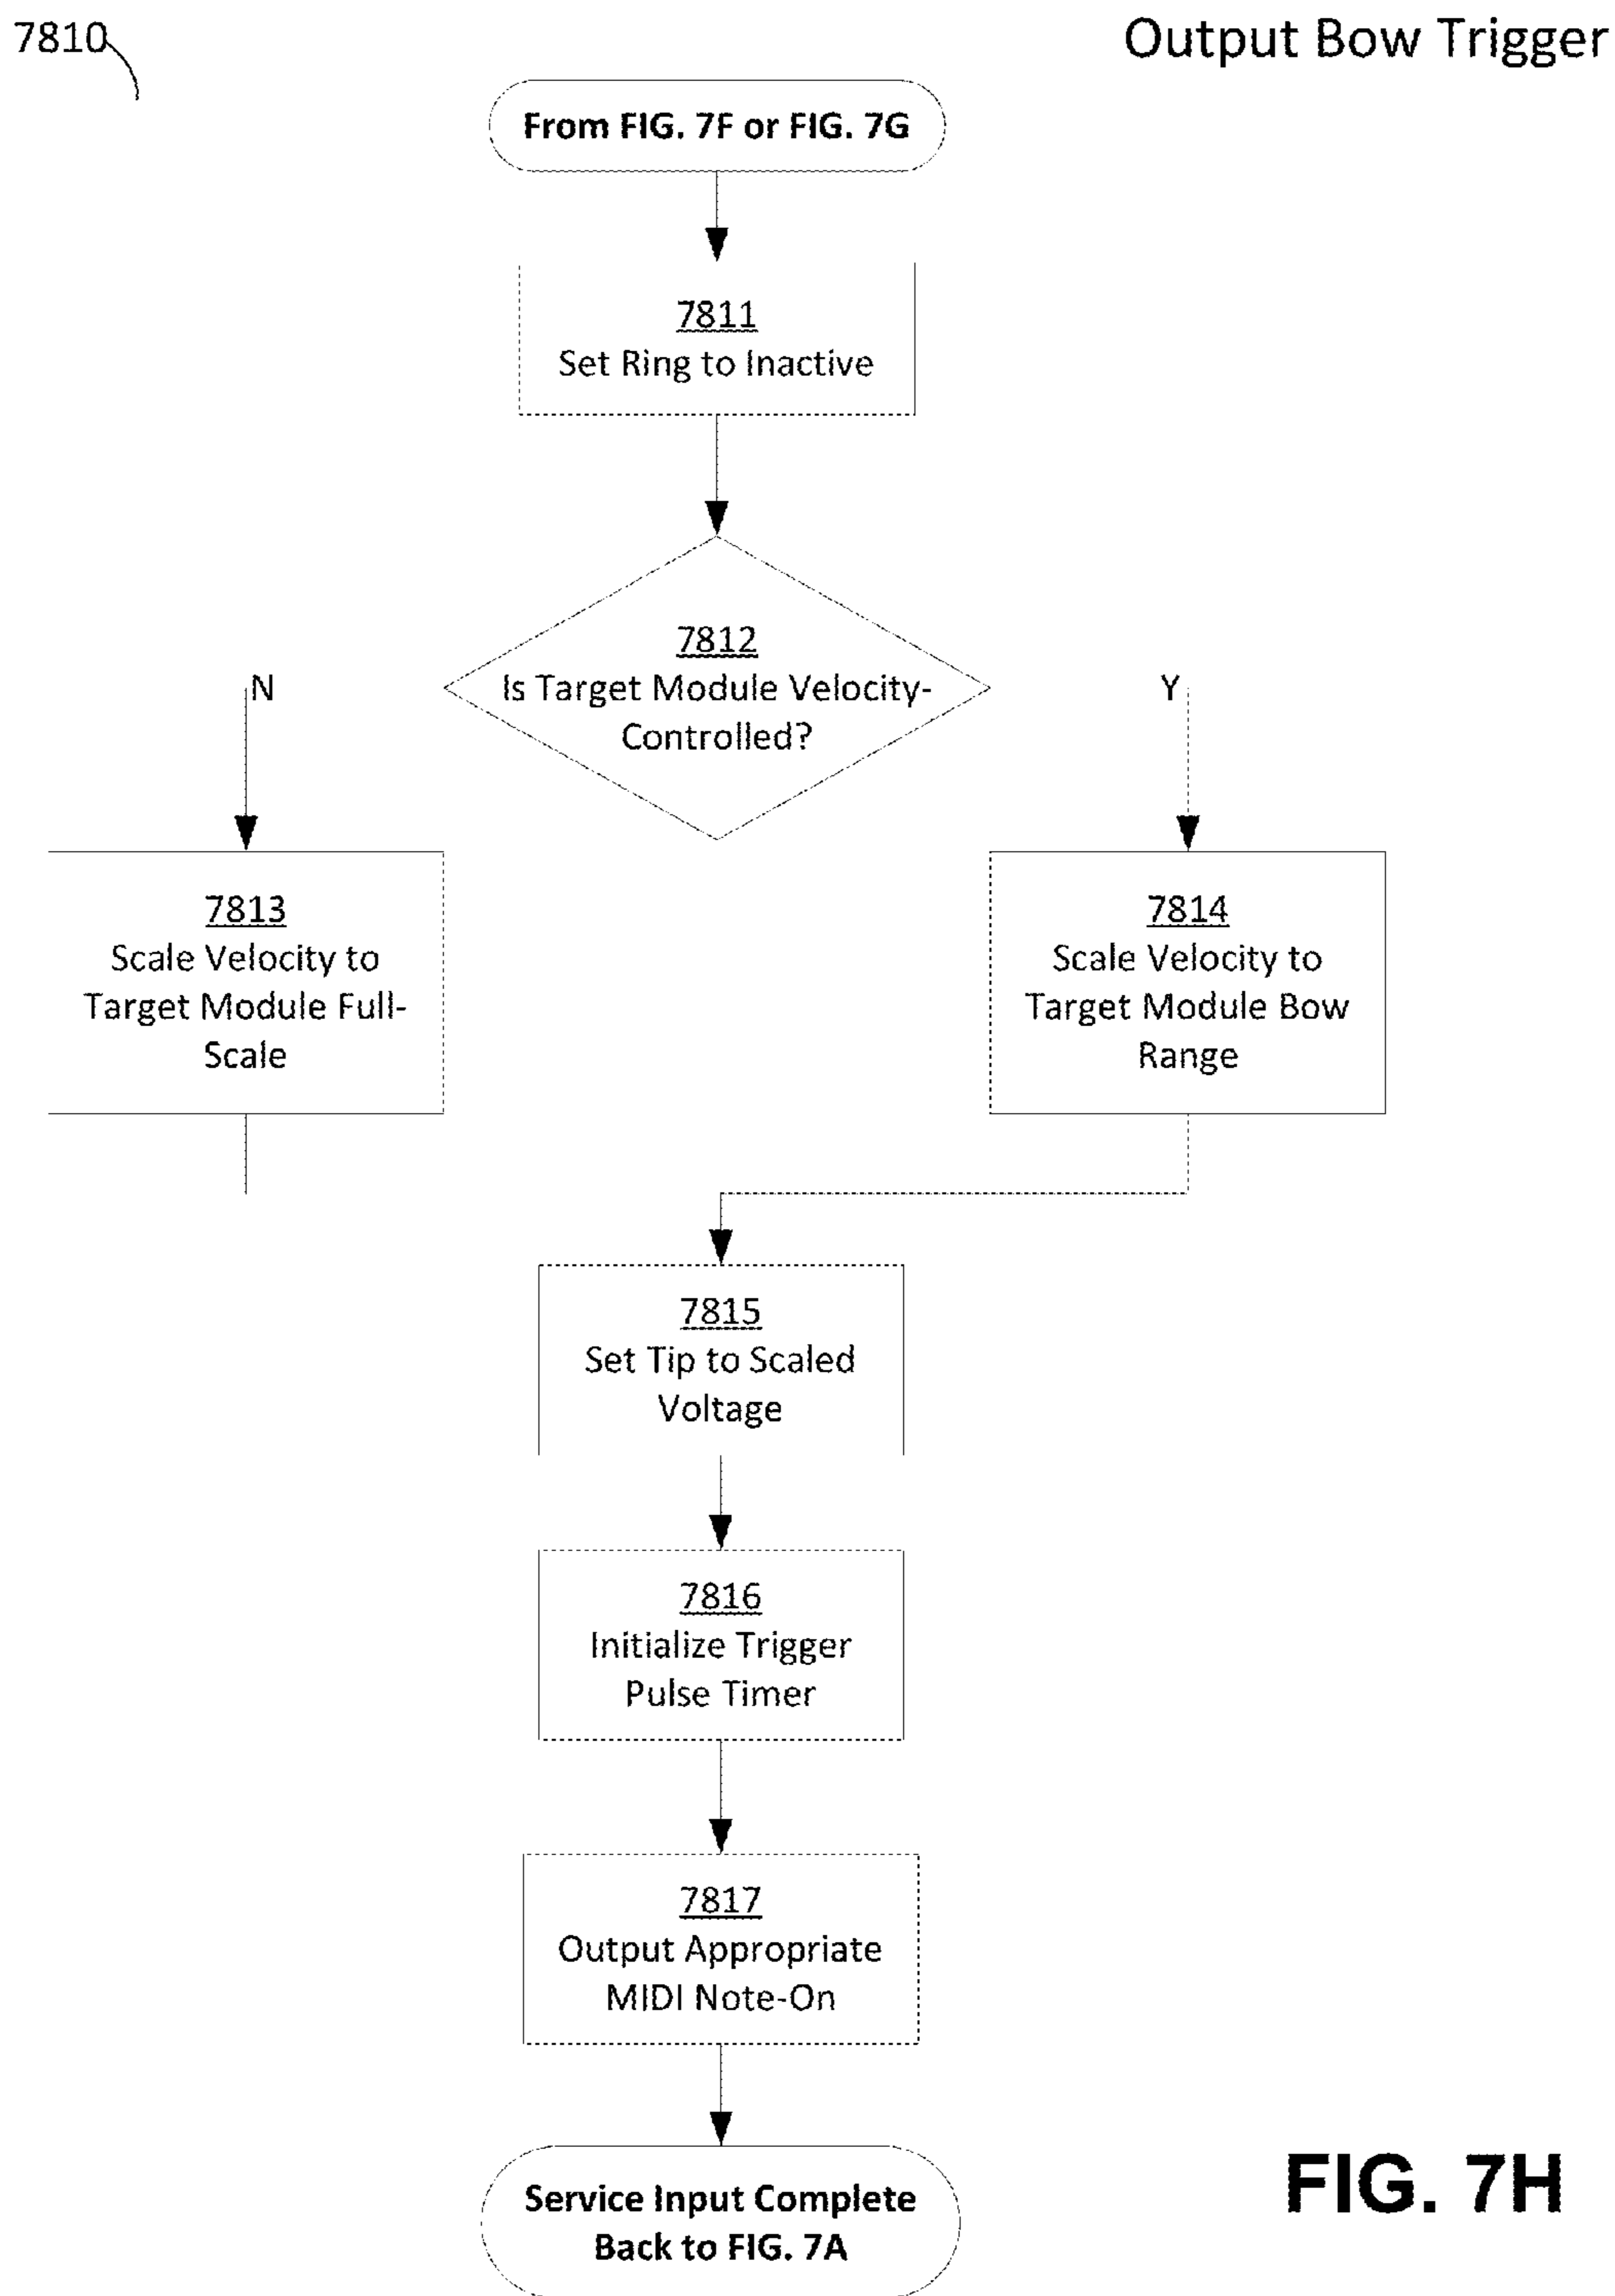 7810
Output Bow Trigger
From FIG. 7F or FIG. 7G
7811
Set Ring to Inactive
7812
Is Target Module Velocity-
Controlled?
N
Y
7813
Scale Velocity to
Target Module Full-
Scale
7814
Scale Velocity to
Target Module Bow
Range
7815
Set Tip to Scaled
Voltage
7816
Initialize Trigger
Pulse Timer
7817
Output Appropriate
MIDI Note-On
Service Input Complete
Back to FIG. 7A
FIG. 7H